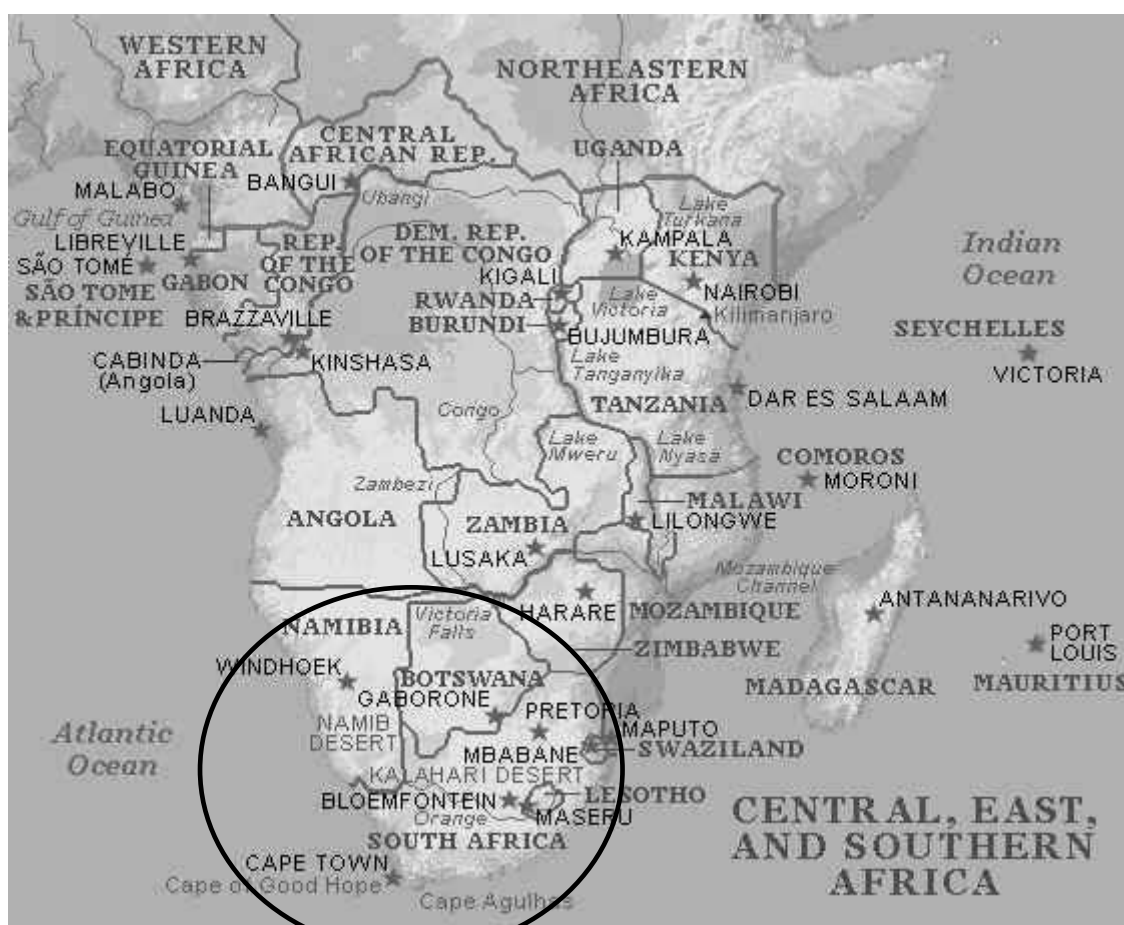 WESTERN
AFRICA
NORTHEASTERN
AFRICA
CENTRAL
AFRICAN REP.
EQUATORIAL
GUINEA
UGANDA
MALABO
BANGUI
Ubangi
Lake
Turkana
Gulf of Guinea
LIBREVILLE
REP.
OF THE
CONGO
DEM. REP.
OF THE CONGO
KAMPALA
KENYA
Indian
Ocean
SÃO TOMÉ
GABON
KIGALI
NAIROBI
SÃO TOME
&PRÍNCIPE
RWANDA
Lake
Victoria
Kilimanjaro
BRAZZAVILLE
BURUNDI
BUJUMBURA
SEYCHELLES
CABINDA
(Angola)
KINSHASA
Lake
Tanganyika
VICTORIA
LUANDA
Congo
TANZANIA
DAR ES SALAAM
Lake
Mweru
Lake
Nyasa
COMOROS
MORONI
Zambezi
MALAWI
ANGOLA
ZAMBIA
LILONGWE
LUSAKA
Mozambique
Channel
HARARE
MOZAMBIQUE
ANTANANARIVO
NAMIBIA
Victoria
Falls
ZIMBABWE
PORT
LOUIS
WINDHOEK
BOTSWANA
MADAGASCAR
MAURITIUS
GABORONE
PRETORIA
NAMIB
DESERT
MAPUTO
Atlantic
Ocean
MBABANE
SWAZILAND
KALAHARI DESERT
BLOEMFONTEIN
LESOTHO
Orange
MASERU
SOUTH AFRICA
CENTRAL, EAST,
AND SOUTHERN
AFRICA
CAPE TOWN
Cape of Good Hope
Cape Agulhas